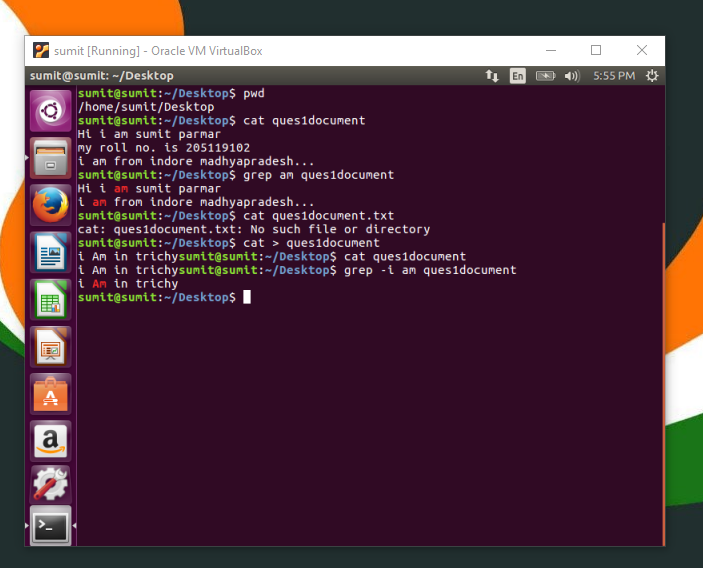 sumit [Running] - Oracle VM VirtualBox
sumit@sumit: ~/Desktop
En
5:55 PM
sumit@sumit:~/Desktop$ pwd
/home/sumit/Desktop
sumit@sumit:~/Desktop$ cat ques1document
Hi i am sumit parmar
my roll no. is 205119102
i am from indore madhyapradesh...
sumit@sumit:~/Desktop$ grep am ques1document
Hi i am sumit parmar
i am from indore madhyapradesh...
sumit@sumit:~/Desktop$ cat ques1document.txt
cat: ques1document.txt: No such file or directory
sumit@sumit:~/Desktop$ cat > ques1document
i Am in trichysumit@sumit:~/Desktop$ cat ques1document
i Am in trichysumit@sumit:~/Desktop$ grep -i am ques1document
i Am in trichy
sumit@sumit:~/Desktop$
A
a
>_